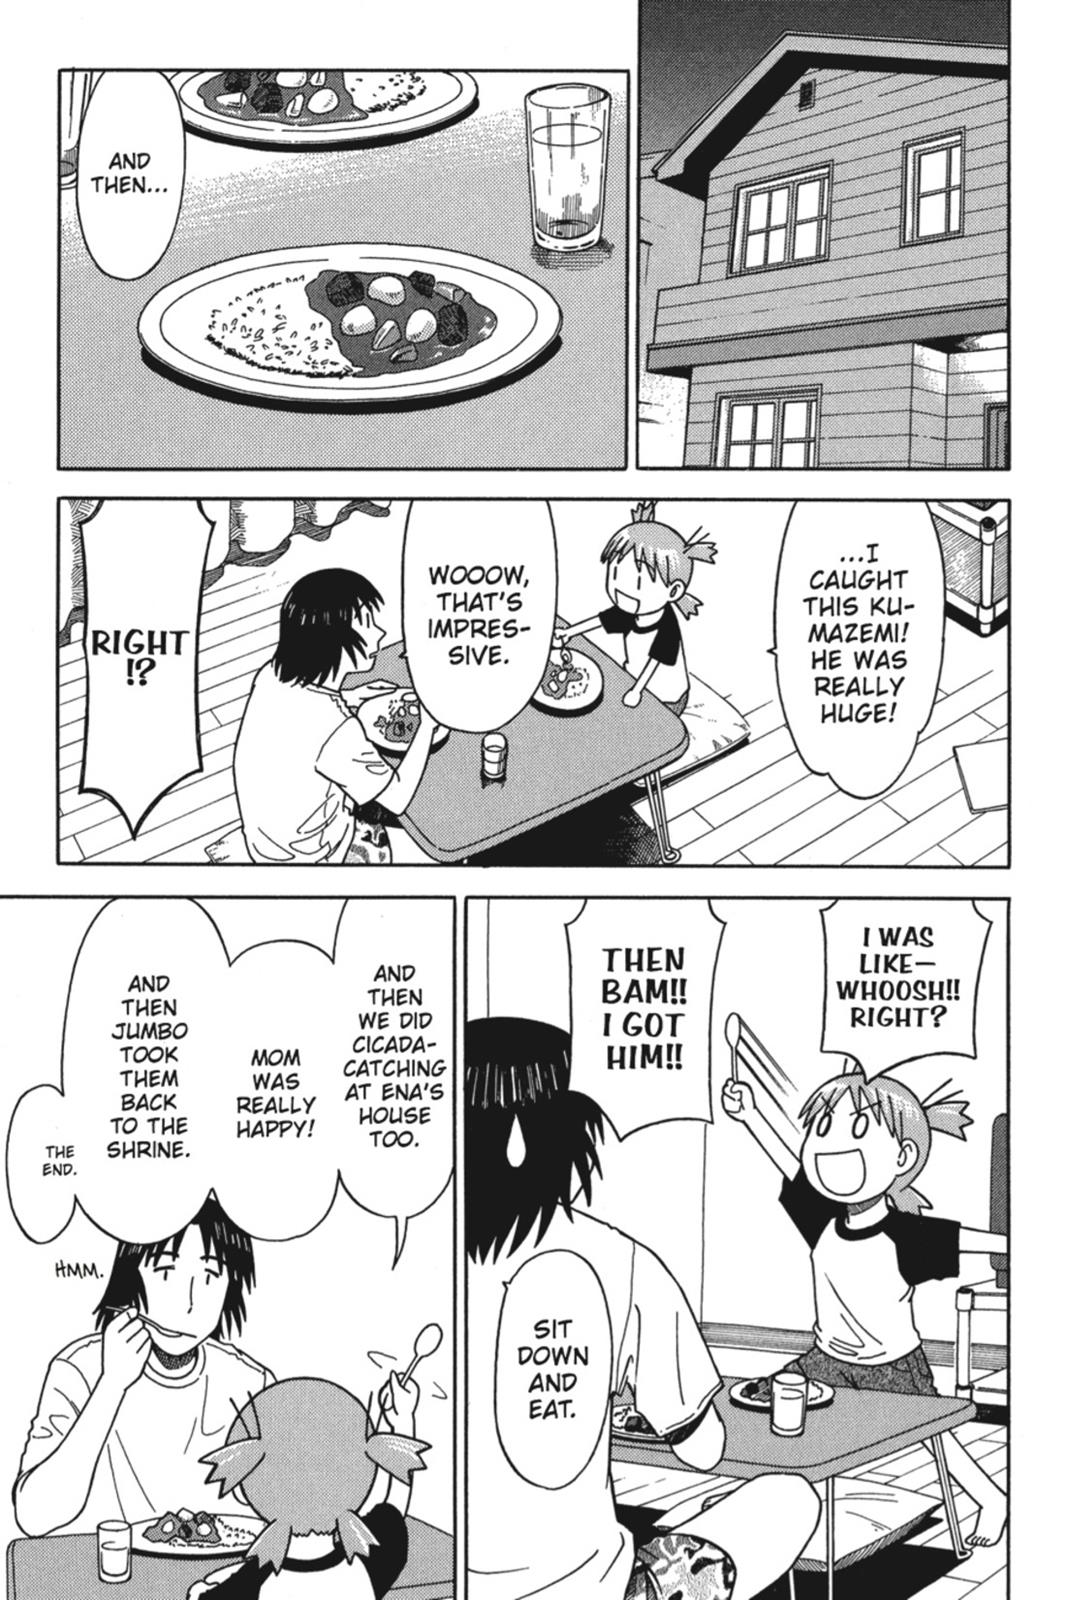 AND
THEN...
...I
CAUGHT
THIS KU-
MAZEMI!
HE WAS
REALLY
HUGE!
WOOOW,
THAT'S
IMPRES-
SIVE.
RIGHT
!?
I WAS
LIKE—
WHOOSH!!
RIGHT?
THEN
BAM!!
I GOT
HIM!!
SIT
DOWN
AND
EAT.
AND
THEN
WE DID
CICADA-
CATCHING
AT ENA'S
HOUSE
TOO.
MOM
WAS
REALLY
HAPPY!
AND
THEN
JUMBO
TOOK
THEM
BACK
TO THE
SHRINE.
THE
END.
HMM.